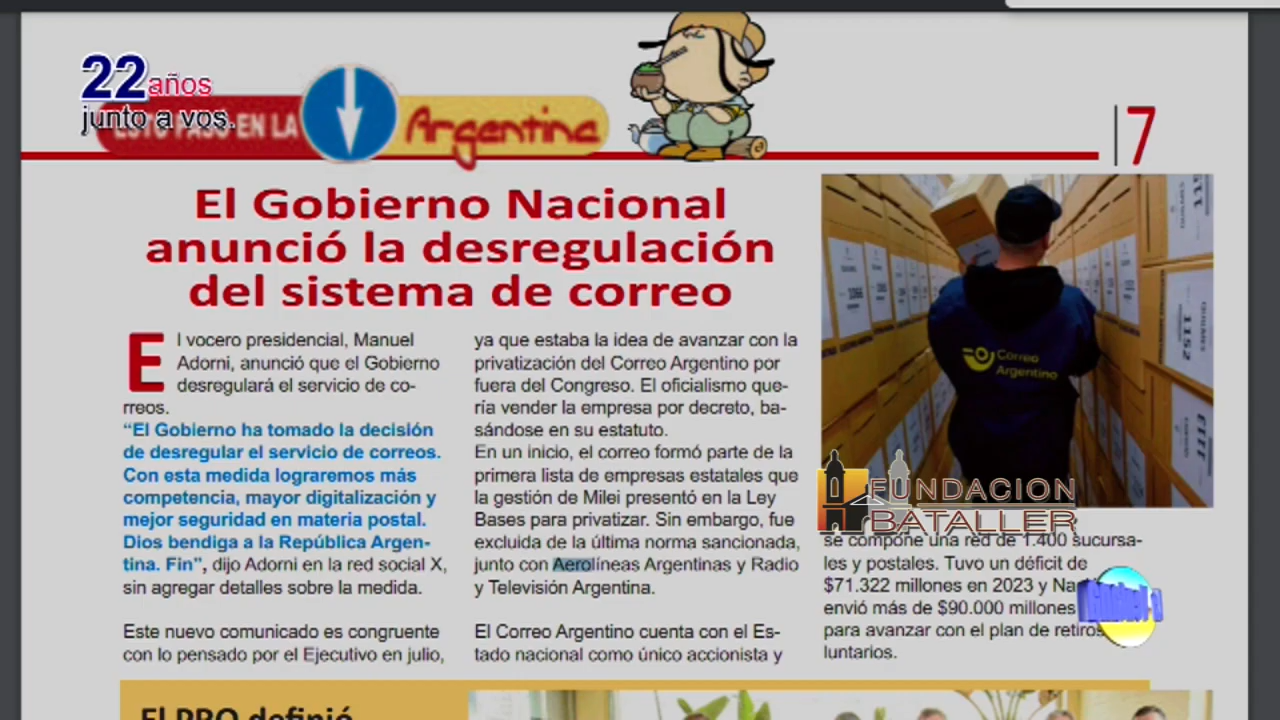 22 años
junto a vos.
EN LA
Argentina
7
El Gobierno Nacional
anunció la desregulación
del sistema de correo
El vocero presidencial, Manuel
Adorni, anunció que el Gobierno
desregulará el servicio de co-
rreos.
“El Gobierno ha tomado la decisión
de desregular el servicio de correos.
Con esta medida lograremos más
competencia, mayor digitalización y
mejor seguridad en materia postal.
Dios bendiga a la República Argen-
tina. Fin”, dijo Adorni en la red social X,
sin agregar detalles sobre la medida.
Este nuevo comunicado es congruente
con lo pensado por el Ejecutivo en julio,
ya que estaba la idea de avanzar con la
privatización del Correo Argentino por
fuera del Congreso. El oficialismo que-
ría vender la empresa por decreto, ba-
sándose en su estatuto.
En un inicio, el correo formó parte de la
primera lista de empresas estatales que
la gestión de Milei presentó en la Ley
Bases para privatizar. Sin embargo, fue
excluida de la última norma sancionada,
junto con Aerolíneas Argentinas y Radio
y Televisión Argentina.
El Correo Argentino cuenta con el Es-
tado nacional como único accionista y
Correo
Argentino
FUNDACION
BATALLER
se compone una red de 1.400 sucursa-
les y postales. Tuvo un déficit de
$71.322 millones en 2023 y
envió más de $90.000 millones
para avanzar con el plan de retiros
luntarios.
El PRO definió